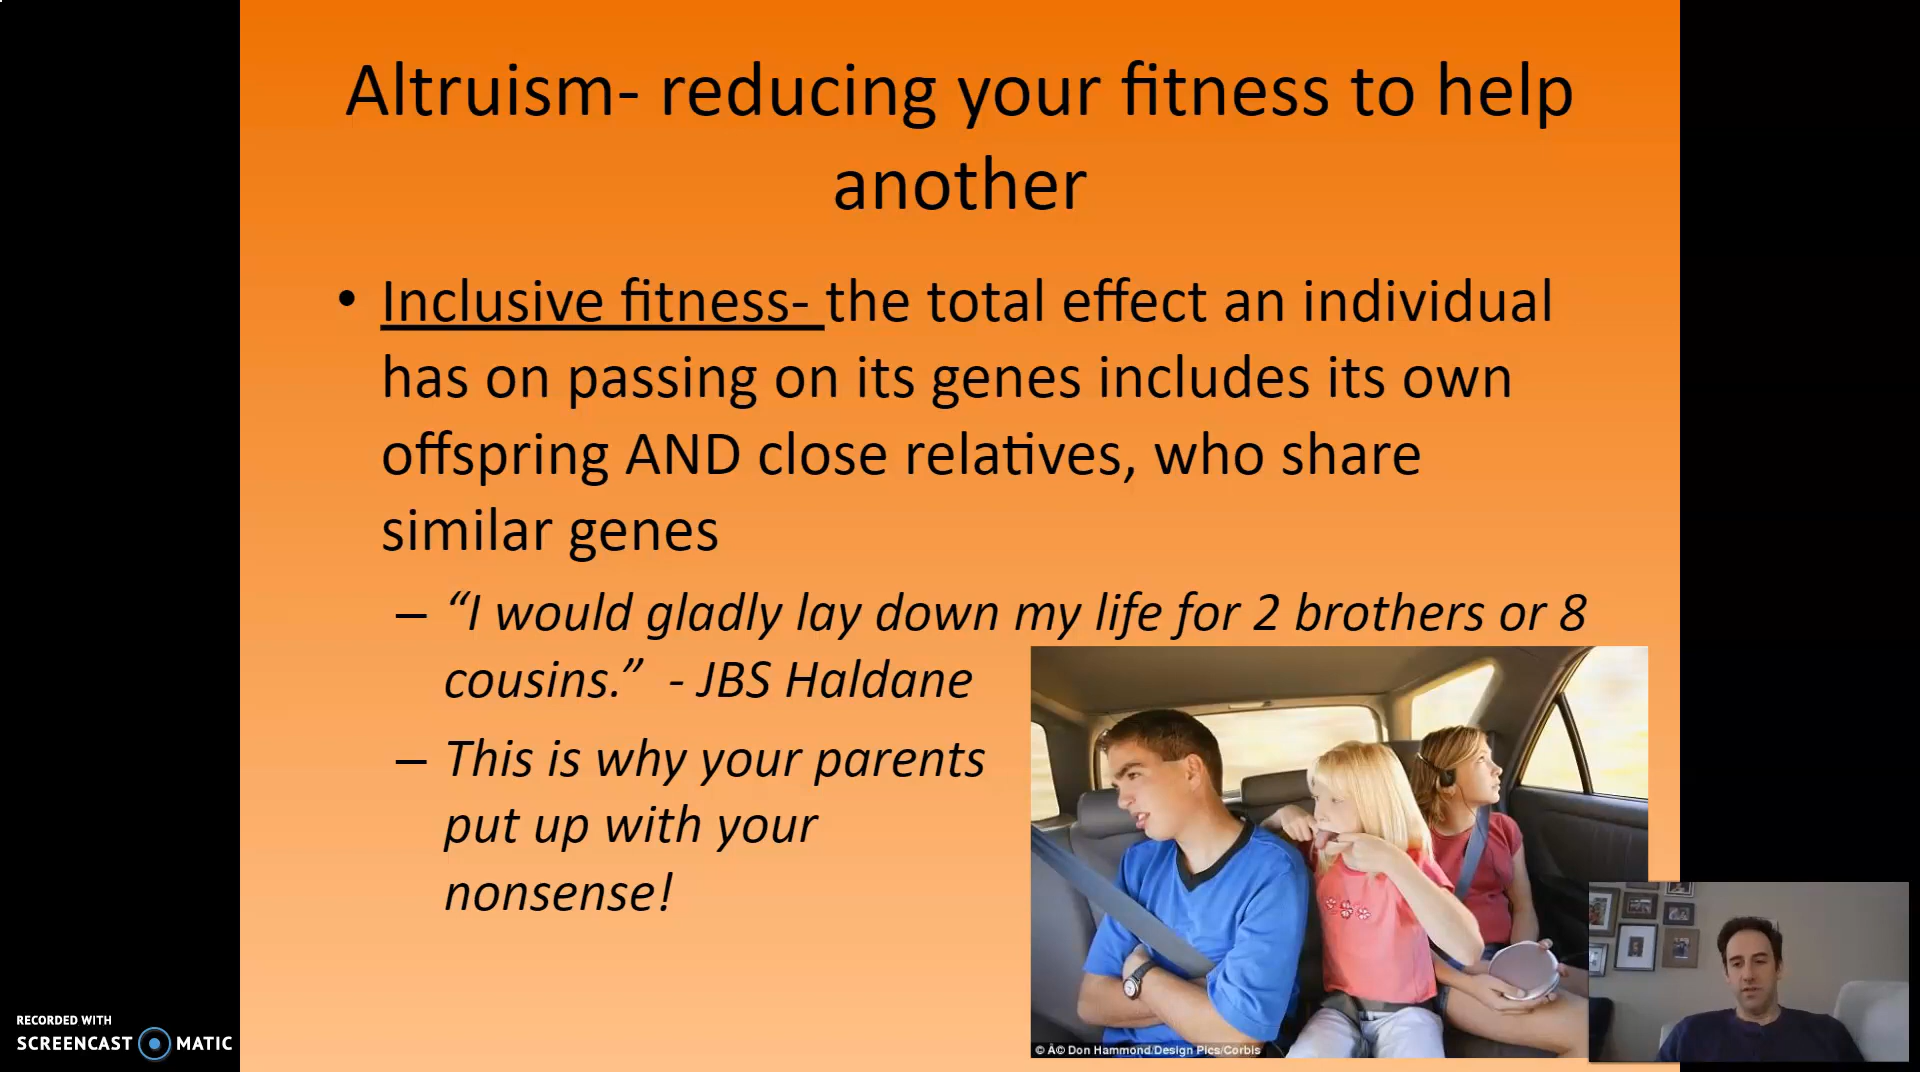 Altruism- reducing your fitness to help
another
• Inclusive fitness- the total effect an individual
has on passing on its genes includes its own
offspring AND close relatives, who share
similar genes
– “I would gladly lay down my life for 2 brothers or 8
cousins.”  - JBS Haldane
– This is why your parents
put up with your
nonsense!
© Â© Don Hammond/Design Pics/Corbis
RECORDED WITH
SCREENCAST MATIC